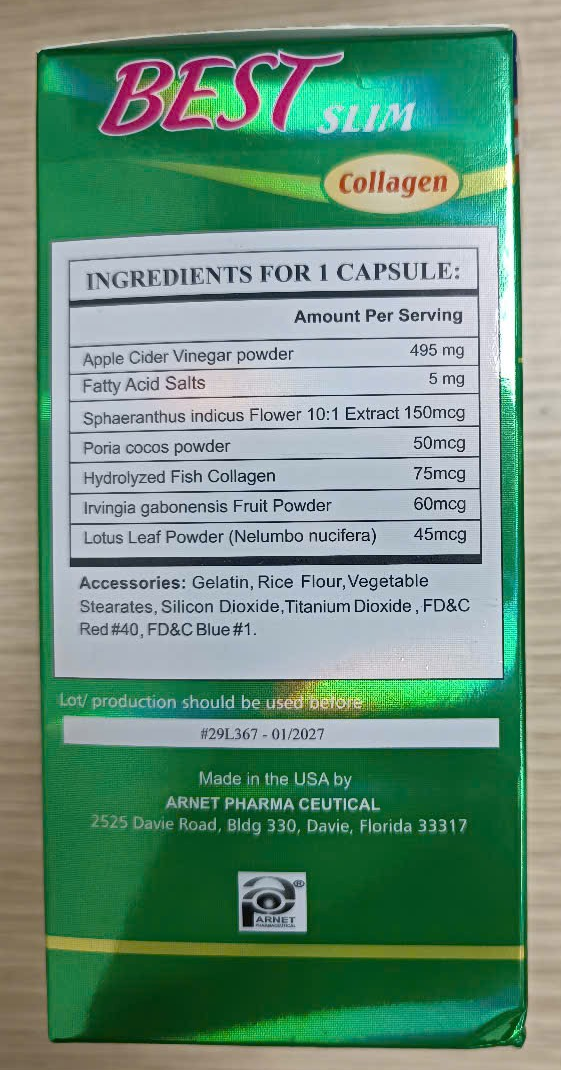 BEST SLIM
Collagen
INGREDIENTS FOR 1 CAPSULE:
Amount Per Serving
Apple Cider Vinegar powder 495 mg
Fatty Acid Salts 5 mg
Sphaeranthus indicus Flower 10:1 Extract 150mcg
Poria cocos powder 50mcg
Hydrolyzed Fish Collagen 75mcg
Irvingia gabonensis Fruit Powder 60mcg
Lotus Leaf Powder (Nelumbo nucifera) 45mcg
Accessories: Gelatin, Rice Flour, Vegetable
Stearates, Silicon Dioxide, Titanium Dioxide , FD&C
Red #40, FD&C Blue #1.
Lot/ production should be used before
#29L367 - 01/2027
Made in the USA by
ARNET PHARMA CEUTICAL
2525 Davie Road, Bldg 330, Davie, Florida 33317
®
ARNET
PHARMACEUTICAL